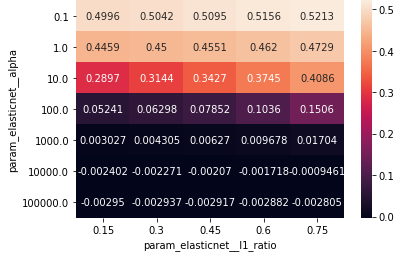 param_elasticnet__alpha
0.1 0.4996 0.5042 0.5095 0.5156 0.5213
1.0 0.4459 0.45 0.4551 0.462 0.4729
10.0 0.2897 0.3144 0.3427 0.3745 0.4086
100.0 0.05241 0.06298 0.07852 0.1036 0.1506
1000.0 0.003027 0.004305 0.00627 0.009678 0.01704
10000.0 -0.002402 -0.002271 -0.00207 -0.001718 -0.0009461
100000.0 -0.00295 -0.002937 -0.002917 -0.002882 -0.002805
0.15 0.3 0.45 0.6 0.75
param_elasticnet__l1_ratio
0.5
0.4
0.3
0.2
0.1
0.0